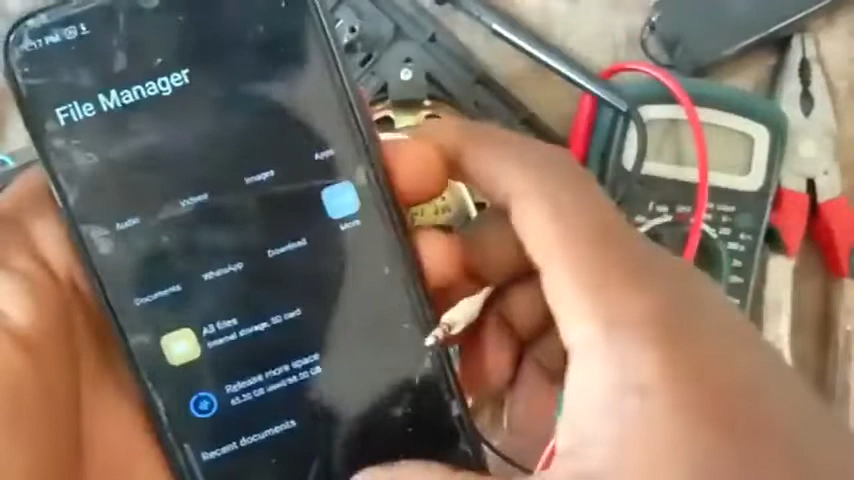 File Manager
Audio
Videos
Images
Apps
Documents
WhatsApp
Download
More
All files
Internal storage, SD card
Release more space
Recent documents